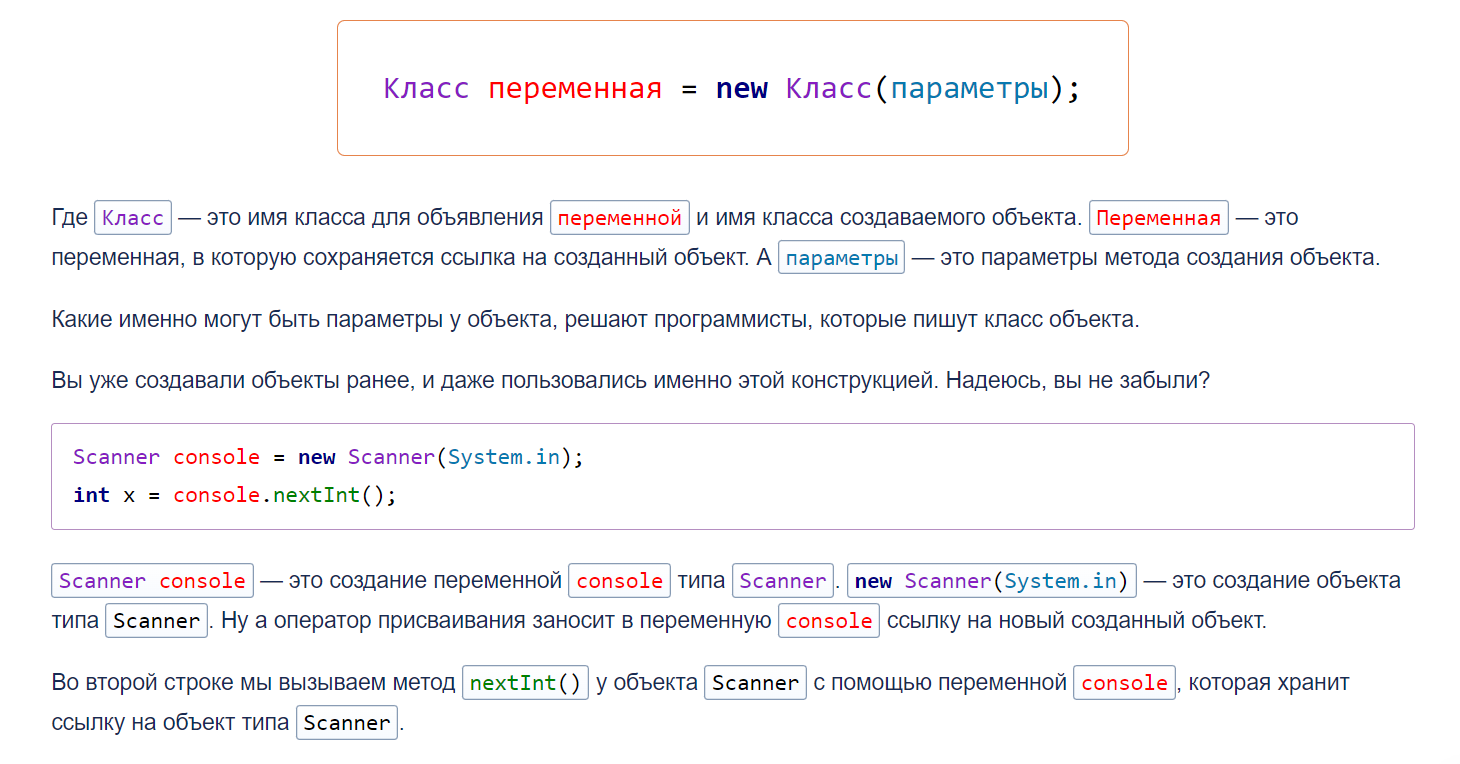 Класс переменная = new Класс(параметры);
Где Класс — это имя класса для объявления переменной и имя класса создаваемого объекта. Переменная — это
переменная, в которую сохраняется ссылка на созданный объект. А параметры — это параметры метода создания объекта.
Какие именно могут быть параметры у объекта, решают программисты, которые пишут класс объекта.
Вы уже создавали объекты ранее, и даже пользовались именно этой конструкцией. Надеюсь, вы не забыли?
Scanner console = new Scanner(System.in);
int x = console.nextInt();
Scanner console — это создание переменной console типа Scanner. new Scanner(System.in) — это создание объекта
типа Scanner. Ну а оператор присваивания заносит в переменную console ссылку на новый созданный объект.
Во второй строке мы вызываем метод nextInt() у объекта Scanner с помощью переменной console, которая хранит
ссылку на объект типа Scanner.